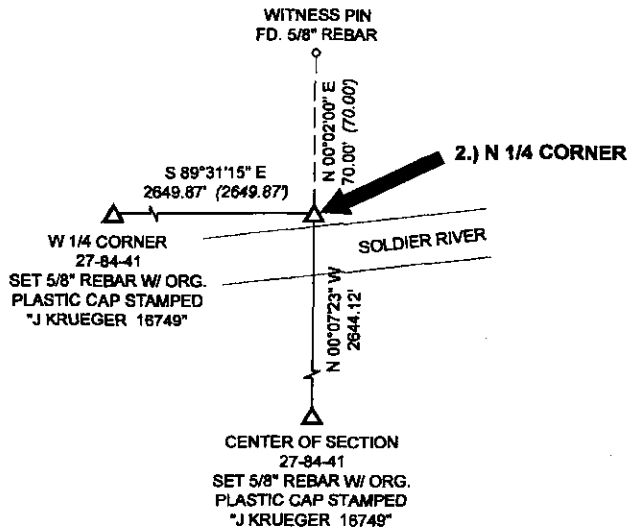 WITNESS PIN
FD. 5/8" REBAR
N 00°02'00" E
70.00' (70.00')
2.) N 1/4 CORNER
S 89°31'15" E
2649.87' (2649.87')
W 1/4 CORNER
27-84-41
SET 5/8" REBAR W/ ORG.
PLASTIC CAP STAMPED
"J KRUEGER 16749"
SOLDIER RIVER
N 00°07'23" W
2644.12'
CENTER OF SECTION
27-84-41
SET 5/8" REBAR W/ ORG.
PLASTIC CAP STAMPED
"J KRUEGER 16749"